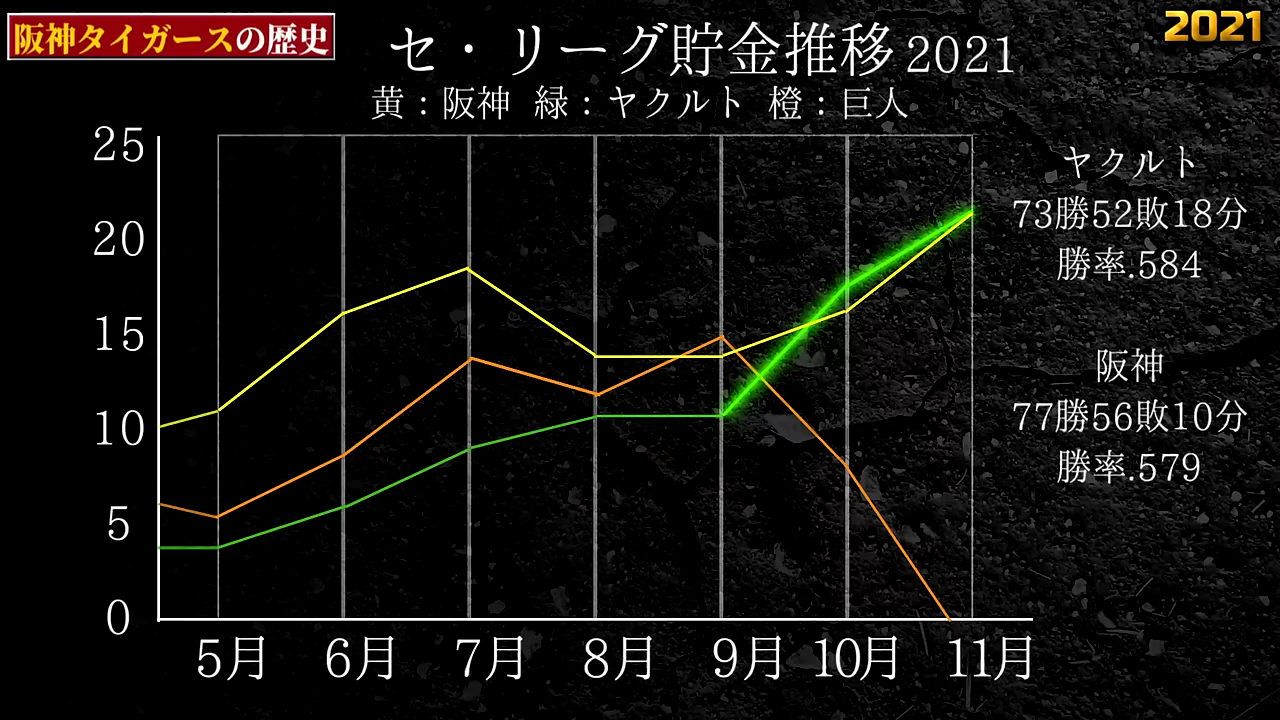 阪神タイガースの歴史
2021
セ・リーグ貯金推移2021
黄：阪神 緑：ヤクルト 橙：巨人
25
20
15
10
5
0
5月
6月
7月
8月
9月
10月
11月
ヤクルト
73勝52敗18分
勝率.584
阪神
77勝56敗10分
勝率.579